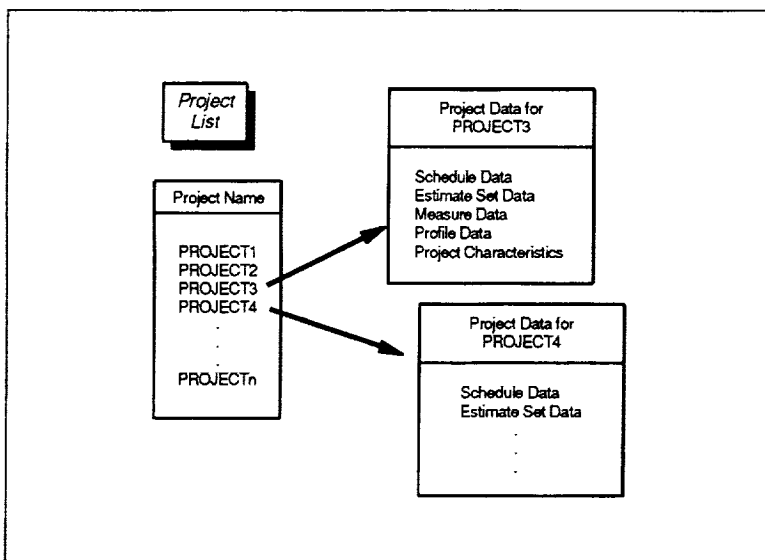 Project
List
Project Name
PROJECT1
PROJECT2
PROJECT3
PROJECT4
.
.
.
PROJECTn
Project Data for
PROJECT3
Schedule Data
Estimate Set Data
Measure Data
Profile Data
Project Characteristics
Project Data for
PROJECT4
Schedule Data
Estimate Set Data
.
.
.